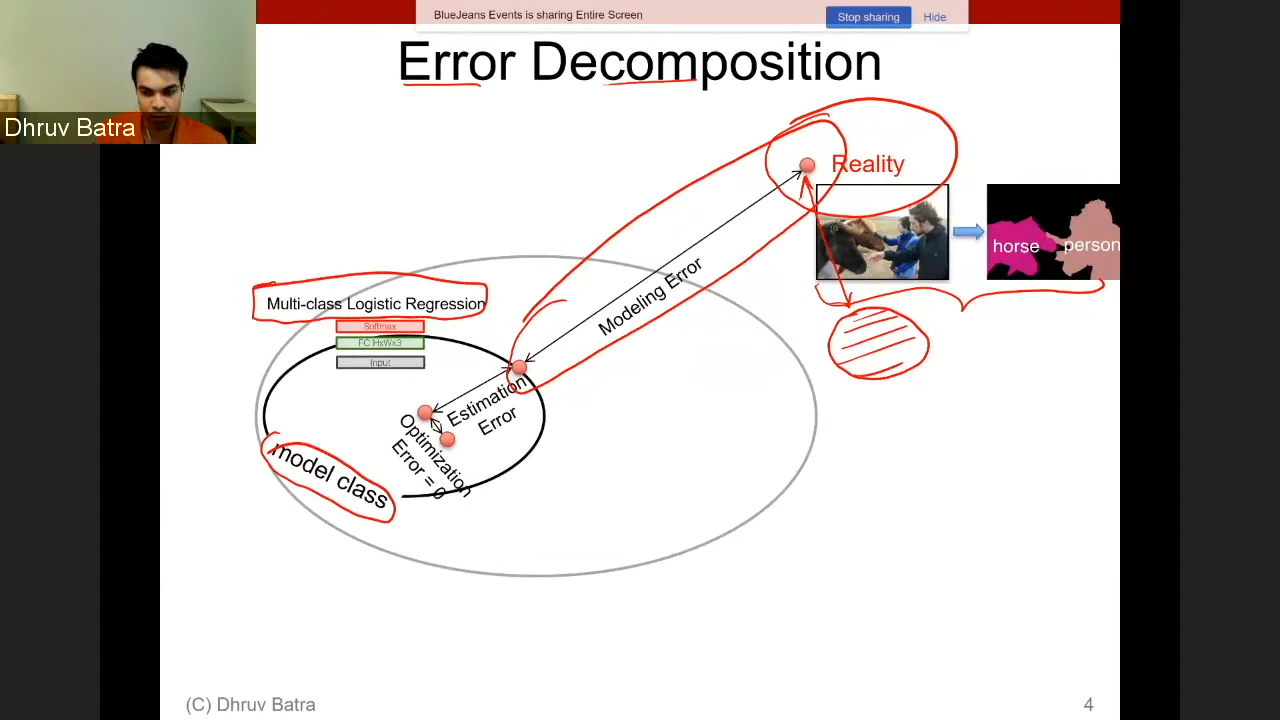 BlueJeans Events is sharing Entire Screen
Stop sharing
Hide
Error Decomposition
Dhruv Batra
Reality
horse
person
Modeling Error
Multi-class Logistic Regression
Softmax
FC HxWx3
Input
Estimation
Error
Optimization
Error = 0
model class
(C) Dhruv Batra
4